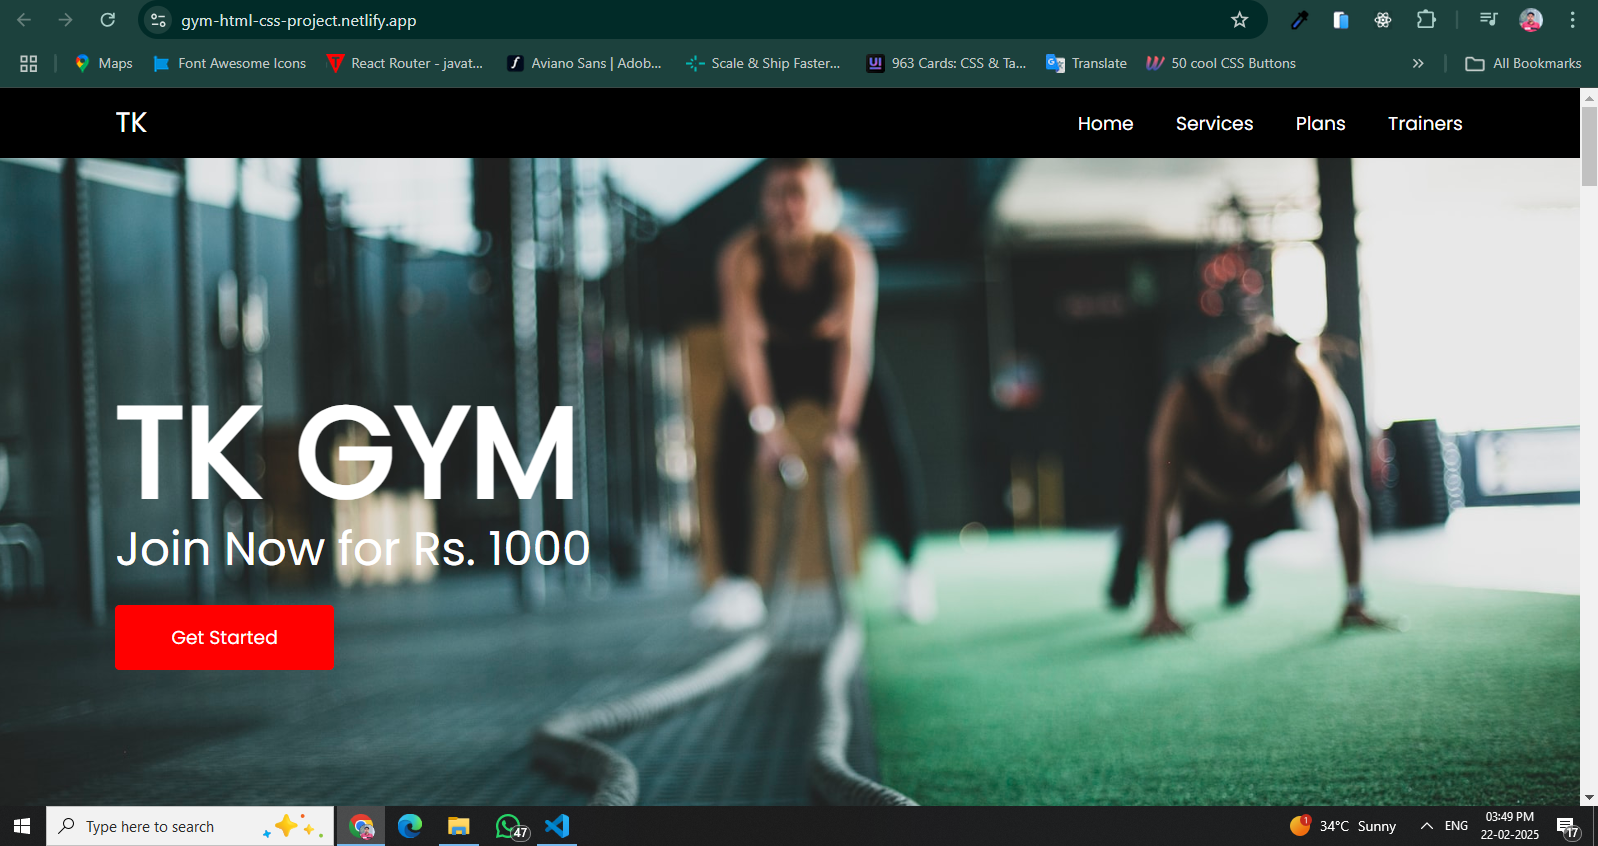 gym-html-css-project.netlify.app
Maps
Font Awesome Icons
React Router - javat...
Aviano Sans | Adob...
Scale & Ship Faster...
UI
963 Cards: CSS & Ta...
Translate
50 cool CSS Buttons
All Bookmarks
TK
Home
Services
Plans
Trainers
TK GYM
Join Now for Rs. 1000
Get Started
Type here to search
47
1
34°C Sunny
ENG
03:49 PM
22-02-2025
17